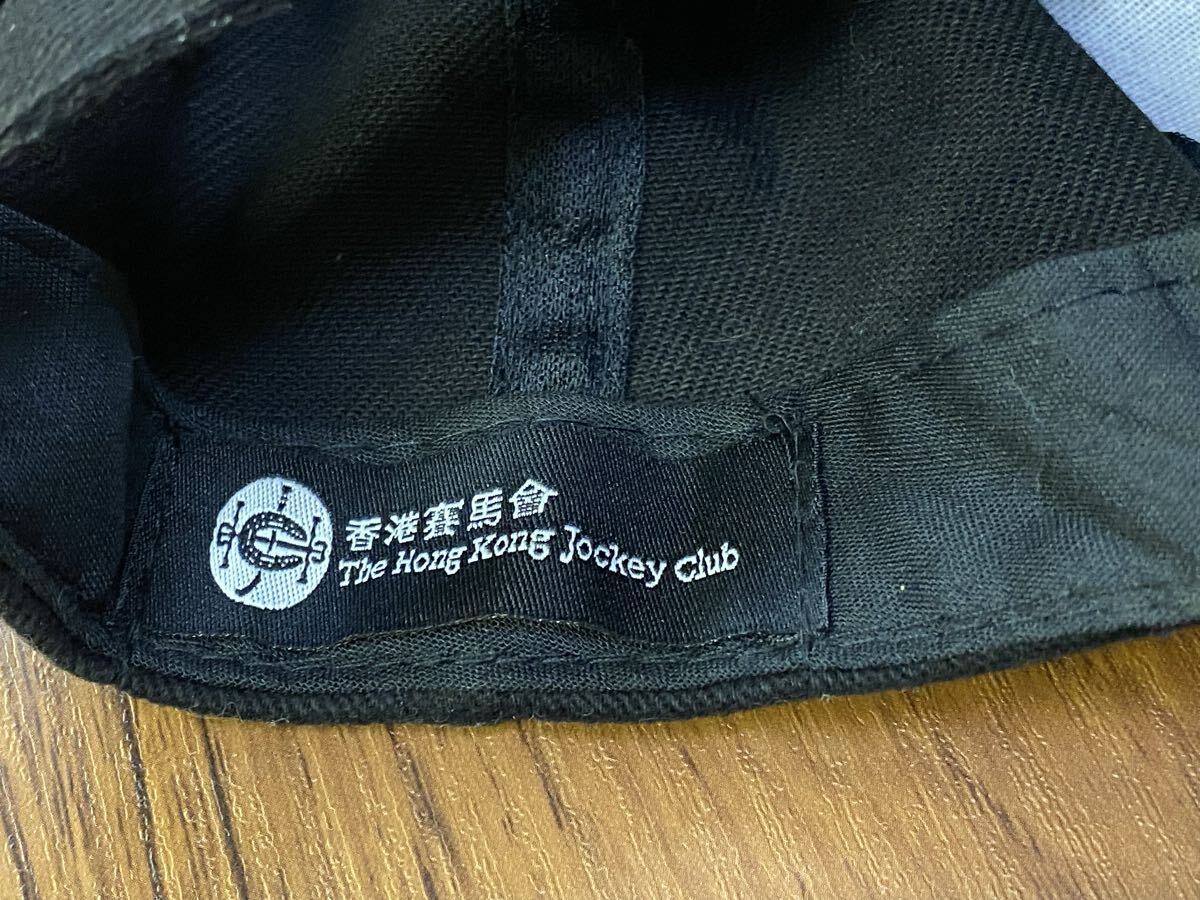 香港賽馬會
The Hong Kong Jockey Club